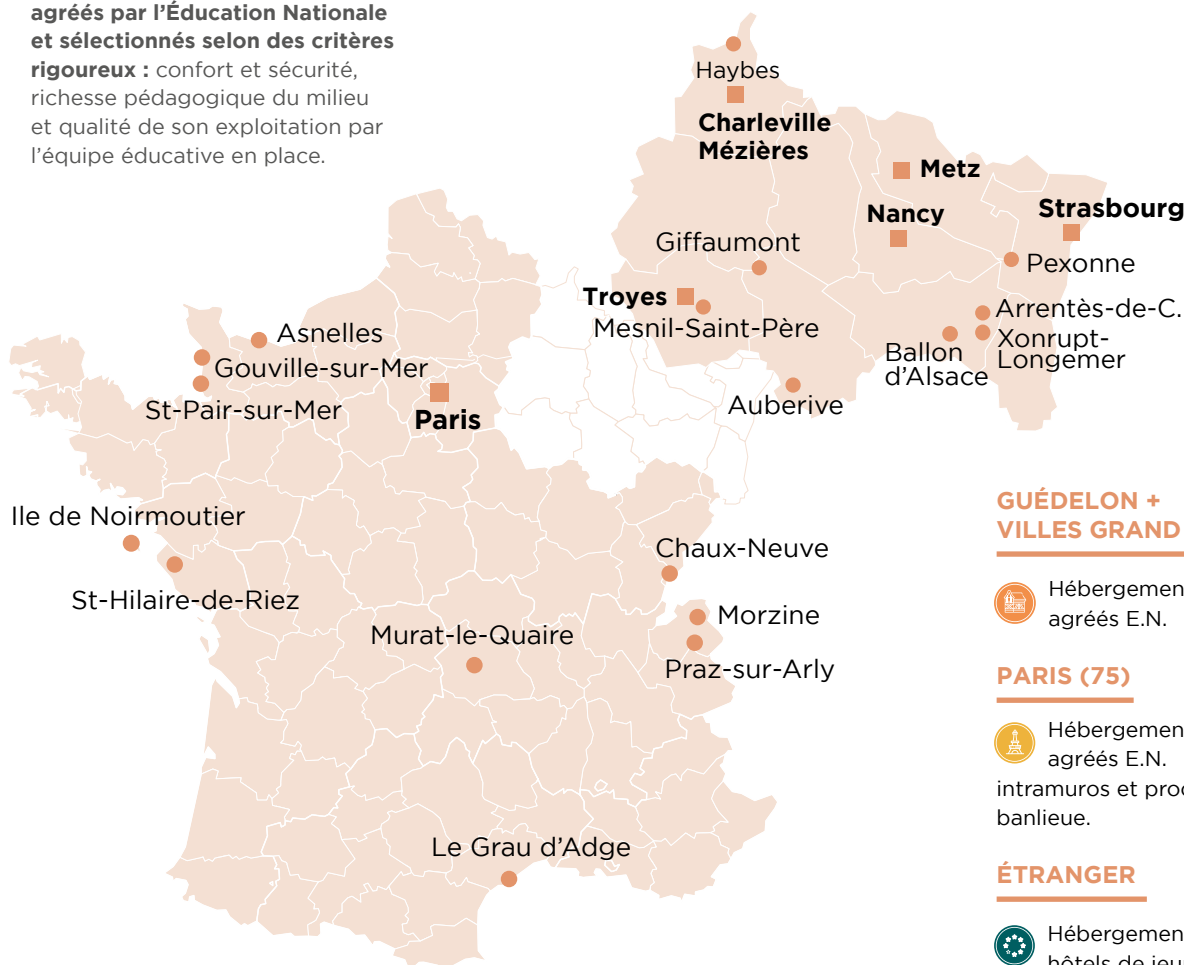 agréés par l'Éducation Nationale
et sélectionnés selon des critères
rigoureux : confort et sécurité,
richesse pédagogique du milieu
et qualité de son exploitation par
l'équipe éducative en place.
Haybes
Charleville
Mézières
Metz
Nancy
Strasbourg
Giffaumont
Pexonne
Troyes
Mesnil-Saint-Père
Arrentès-de-C.
Xonrupt-
Longemer
Ballon
d'Alsace
Auberive
Asnelles
Gouville-sur-Mer
St-Pair-sur-Mer
Paris
Ile de Noirmoutier
St-Hilaire-de-Riez
Chaux-Neuve
Morzine
Murat-le-Quaire
Praz-sur-Arly
Le Grau d'Adge
GUÉDELON +
VILLES GRAND
Hébergemen
agréés E.N.
PARIS (75)
Hébergemen
agréés E.N.
intramuros et pro
banlieue.
ÉTRANGER
Hébergemen
hôtels de jeu